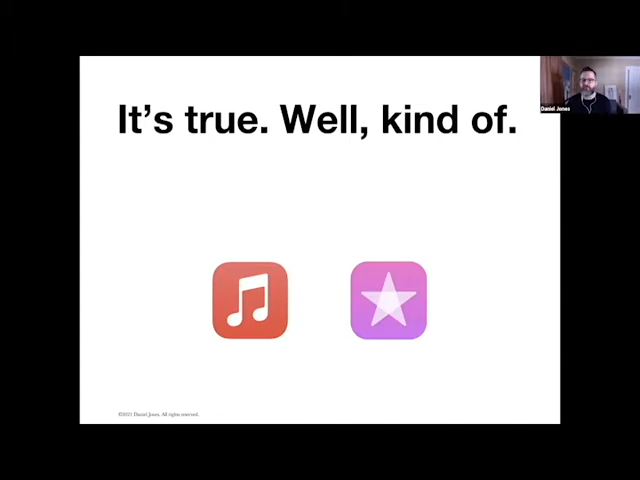 It's true. Well, kind of.
Daniel Jones
©2021 Daniel Jones. All rights reserved.